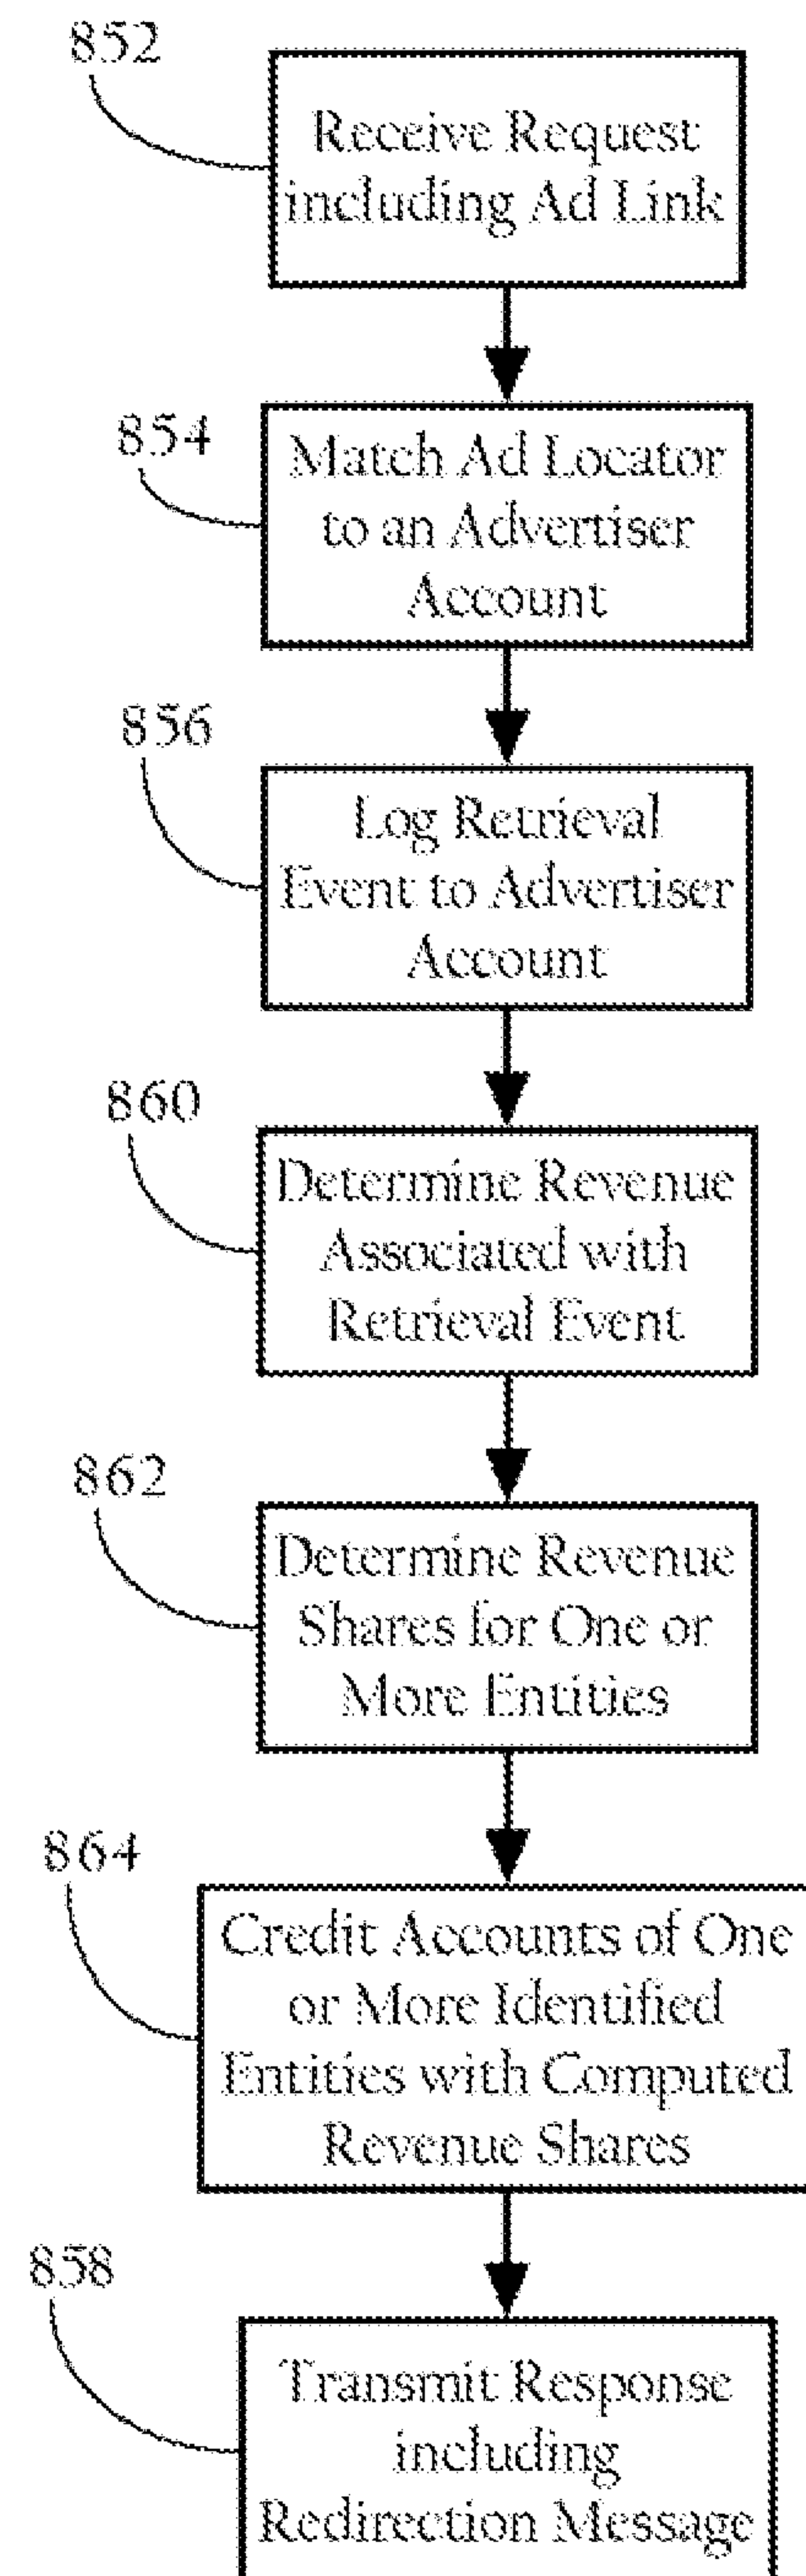 852
Receive Request
including Ad Link
854
Match Ad Locator
to an Advertiser
Account
856
Log Retrieval
Event to Advertiser
Account
860
Determine Revenue
Associated with
Retrieval Event
862
Determine Revenue
Shares for One or
More Entities
864
Credit Accounts of One
or More Identified
Entities with Computed
Revenue Shares
858
Transmit Response
including
Redirection Message